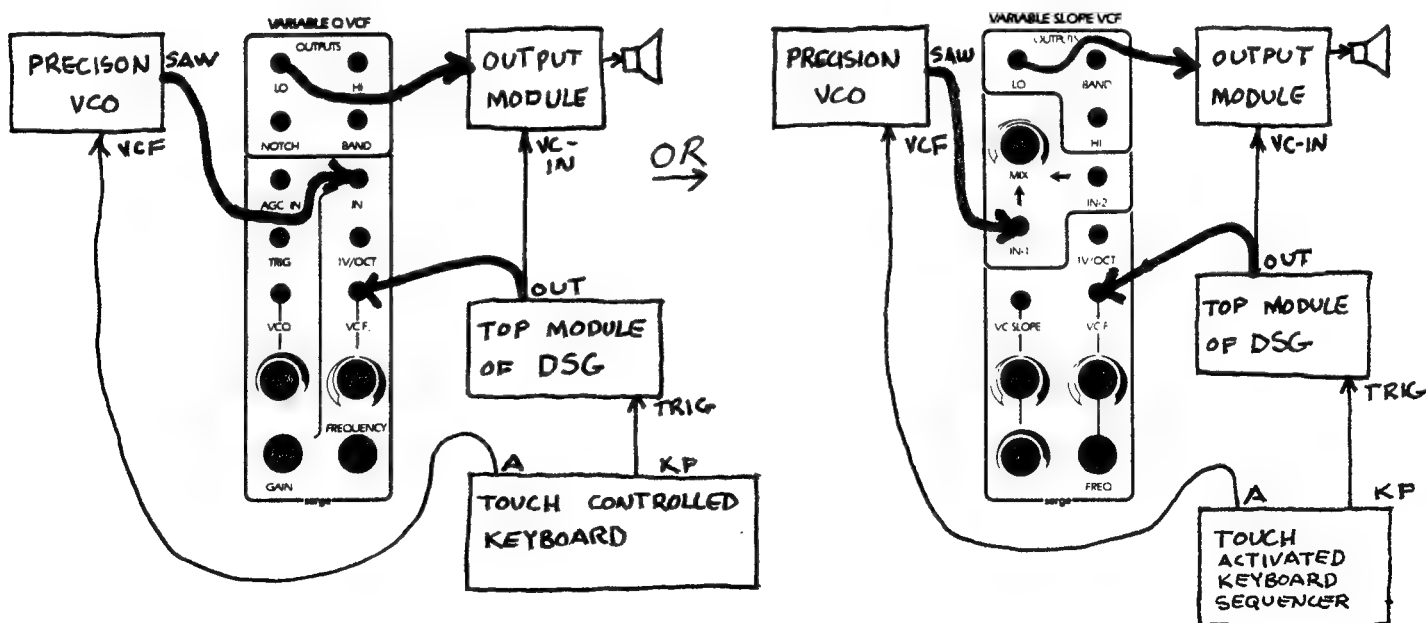 VARIABLE Q VCF
OUTPUTS
PRECISON
VCO
SAW
LO
HI
OUTPUT
MODULE
NOTCH
BAND
VCF
VC-
IN
AGC IN
IN
TRIG
1V/OCT
OUT
VCQ
VCF.
TOP MODULE
OF DSG
TRIG
FREQUENCY
GAIN
A
KP
serge
TOUCH CONTROLLED
KEYBOARD
OR
VARIABLE SLOPE VCF
OUTPUTS
PRECISION
VCO
SAW
LO
BAND
OUTPUT
MODULE
VCF
HI
VC-IN
MIX
IN-2
IN-1
1V/OCT
OUT
VC SLOPE
VCF
TOP MODULE
OF DSG
TRIG
FREQ
A
KP
serge
TOUCH
ACTIVATED
KEYBOARD
SEQUENCER